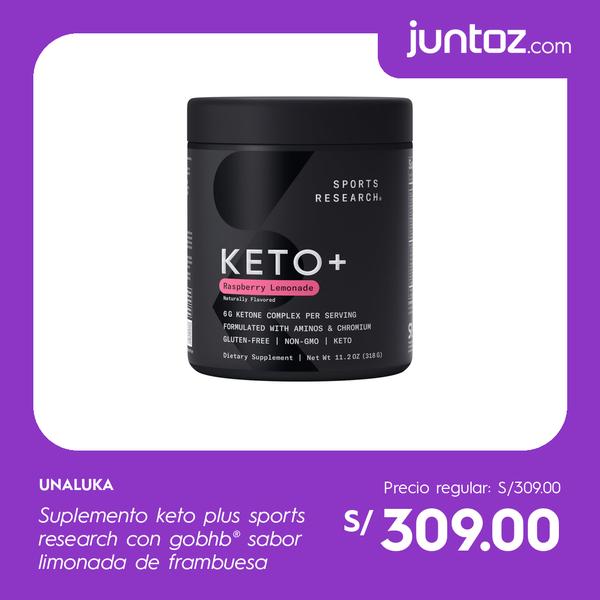 juntoz.com
SPORTS
RESEARCH®
KETO+
Raspberry Lemonade
Naturally Flavored
6G KETONE COMPLEX PER SERVING
FORMULATED WITH AMINOS & CHROMIUM
GLUTEN-FREE | NON-GMO | KETO
Dietary Supplement | Net Wt 11.2 OZ (318G)
UNALUKA
Suplemento keto plus sports
research con gobhb® sabor
limonada de frambuesa
Precio regular: S/309.00
S/ 309.00